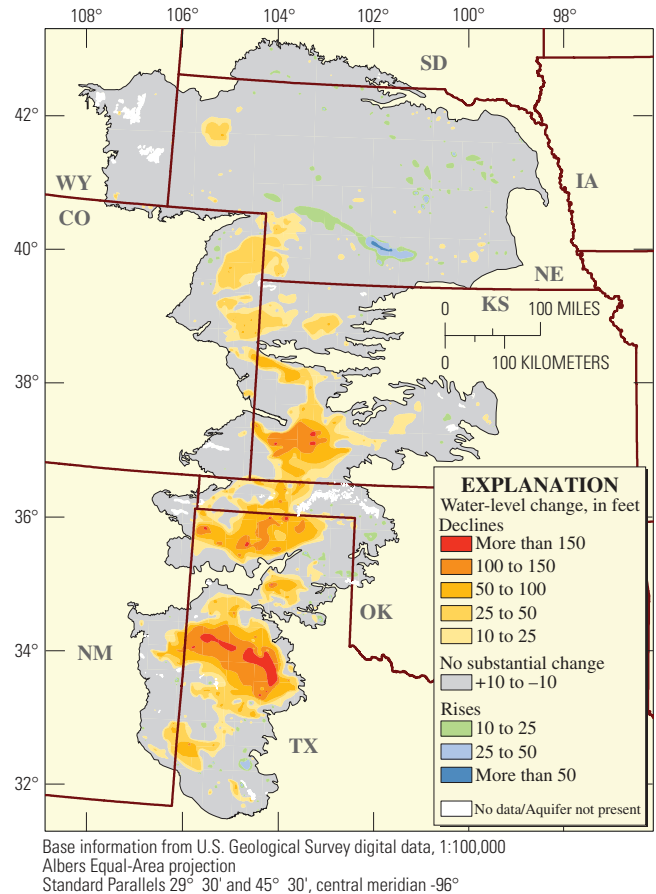 108° 106° 104° 102° 100° 98°
SD
42°
WY
IA
CO
40°
NE
KS
0 100 MILES
0 100 KILOMETERS
38°
EXPLANATION
Water-level change, in feet
Declines
More than 150
100 to 150
50 to 100
25 to 50
10 to 25
No substantial change
+10 to –10
Rises
10 to 25
25 to 50
More than 50
No data/Aquifer not present
36°
OK
34°
NM
TX
32°
Base information from U.S. Geological Survey digital data, 1:100,000
Albers Equal-Area projection
Standard Parallels 29° 30' and 45° 30', central meridian -96°